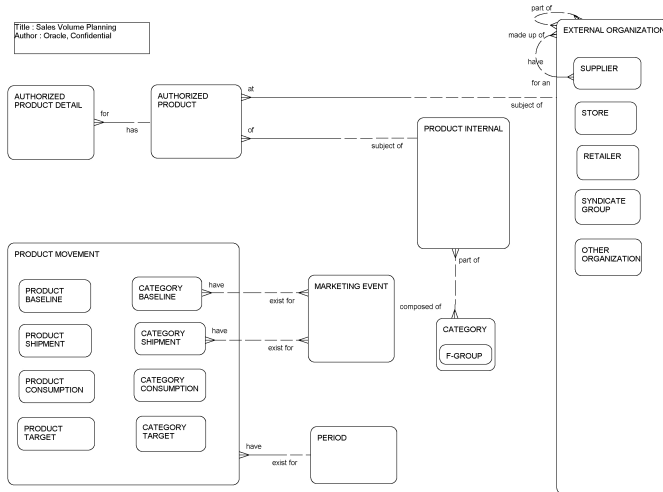 Title : Sales Volume Planning
Author : Oracle, Confidential
part of
made up of
EXTERNAL ORGANIZATION
have
for an
SUPPLIER
STORE
RETAILER
SYNDICATE
GROUP
OTHER
ORGANIZATION
AUTHORIZED
PRODUCT DETAIL
for
has
AUTHORIZED
PRODUCT
at
subject of
of
subject of
PRODUCT INTERNAL
part of
composed of
CATEGORY
F-GROUP
PRODUCT MOVEMENT
PRODUCT
BASELINE
CATEGORY
BASELINE
have
exist for
MARKETING EVENT
PRODUCT
SHIPMENT
CATEGORY
SHIPMENT
have
exist for
PRODUCT
CONSUMPTION
CATEGORY
CONSUMPTION
PRODUCT
TARGET
CATEGORY
TARGET
have
exist for
PERIOD